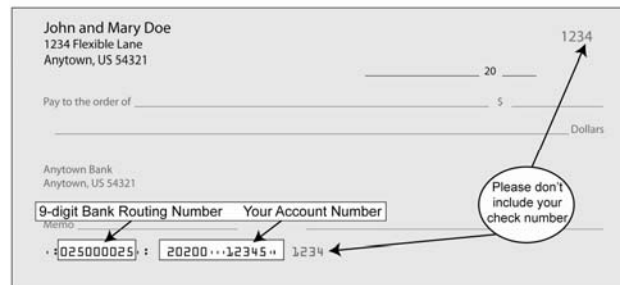 John and Mary Doe
1234 Flexible Lane
Anytown, US 54321
1234
20
Pay to the order of $
Dollars
Anytown Bank
Anytown, US 54321
Please don't
include your
check number
9-digit Bank Routing Number Your Account Number
Memo
⑆025000025⑆ 20200⑉12345⑈ 1234